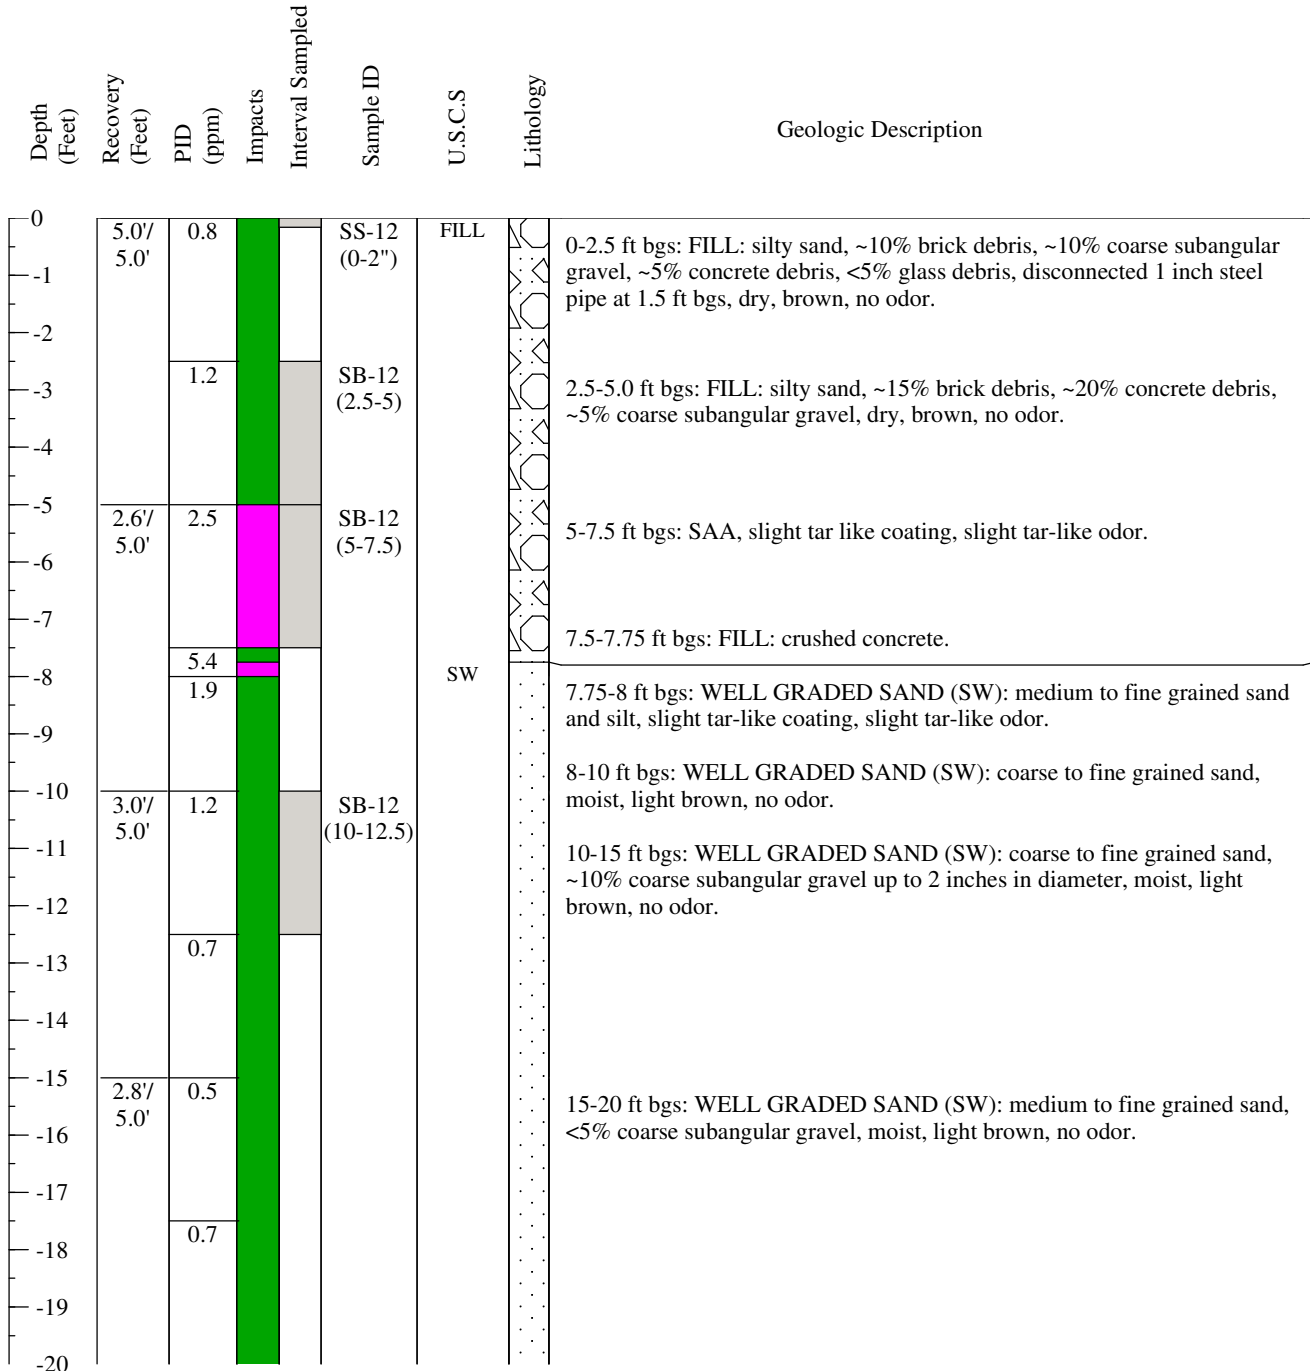 Depth
(Feet)
Recovery
(Feet)
PID
(ppm)
Impacts
Interval Sampled
Sample ID
U.S.C.S
Lithology
Geologic Description
0
5.0'/
5.0'
0.8
SS-12
(0-2")
FILL
0-2.5 ft bgs: FILL: silty sand, ~10% brick debris, ~10% coarse subangular
gravel, ~5% concrete debris, <5% glass debris, disconnected 1 inch steel
pipe at 1.5 ft bgs, dry, brown, no odor.
-1
-2
1.2
SB-12
(2.5-5)
-3
2.5-5.0 ft bgs: FILL: silty sand, ~15% brick debris, ~20% concrete debris,
~5% coarse subangular gravel, dry, brown, no odor.
-4
-5
2.6'/
5.0'
2.5
SB-12
(5-7.5)
5-7.5 ft bgs: SAA, slight tar like coating, slight tar-like odor.
-6
-7
7.5-7.75 ft bgs: FILL: crushed concrete.
5.4
-8
SW
1.9
7.75-8 ft bgs: WELL GRADED SAND (SW): medium to fine grained sand
and silt, slight tar-like coating, slight tar-like odor.
-9
8-10 ft bgs: WELL GRADED SAND (SW): coarse to fine grained sand,
moist, light brown, no odor.
-10
3.0'/
5.0'
1.2
SB-12
(10-12.5)
-11
10-15 ft bgs: WELL GRADED SAND (SW): coarse to fine grained sand,
~10% coarse subangular gravel up to 2 inches in diameter, moist, light
brown, no odor.
-12
0.7
-13
-14
-15
2.8'/
5.0'
0.5
15-20 ft bgs: WELL GRADED SAND (SW): medium to fine grained sand,
<5% coarse subangular gravel, moist, light brown, no odor.
-16
-17
0.7
-18
-19
-20